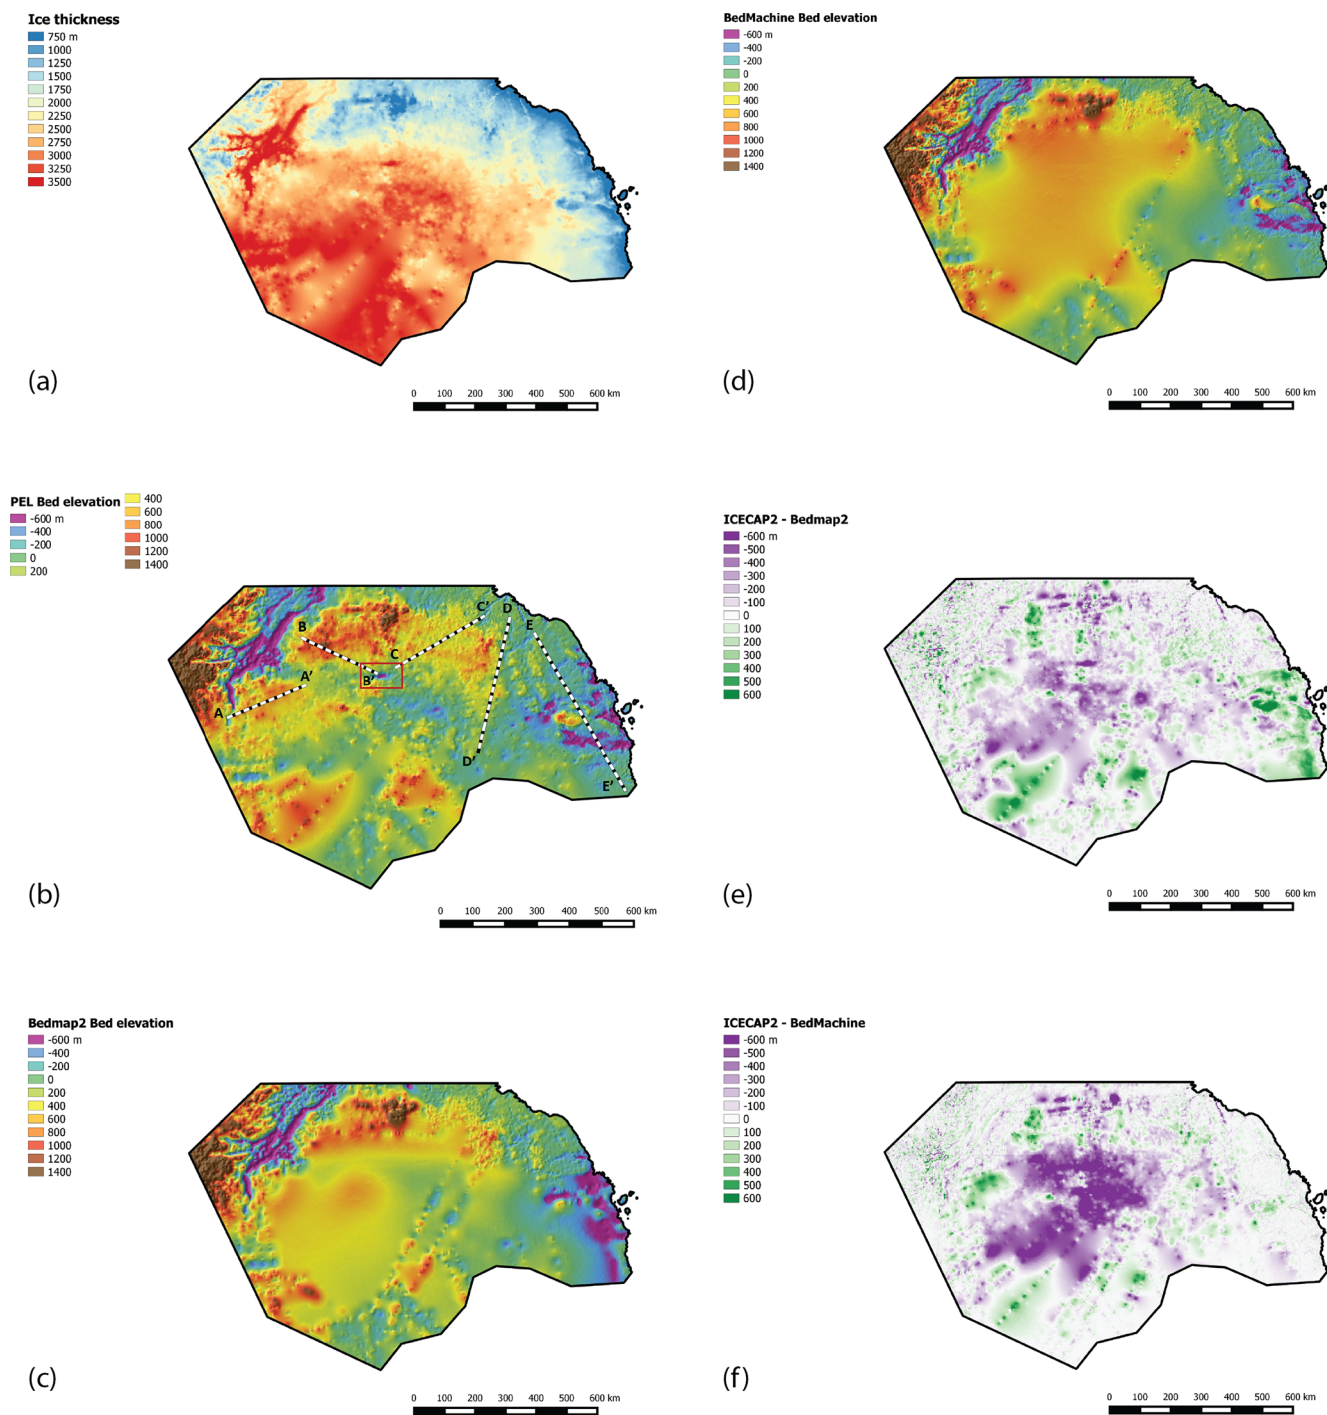 Ice thickness
750 m
1000
1250
1500
1750
2000
2250
2500
2750
3000
3250
3500
0 100 200 300 400 500 600 km
(a)
BedMachine Bed elevation
-600 m
-400
-200
0
200
400
600
800
1000
1200
1400
0 100 200 300 400 500 600 km
(d)
PEL Bed elevation
-600 m
-400
-200
0
200
400
600
800
1000
1200
1400
A
A'
B
B'
C
C'
D
D'
E
E'
0 100 200 300 400 500 600 km
(b)
ICECAP2 - Bedmap2
-600 m
-500
-400
-300
-200
-100
0
100
200
300
400
500
600
0 100 200 300 400 500 600 km
(e)
Bedmap2 Bed elevation
-600 m
-400
-200
0
200
400
600
800
1000
1200
1400
0 100 200 300 400 500 600 km
(c)
ICECAP2 - BedMachine
-600 m
-500
-400
-300
-200
-100
0
100
200
300
400
500
600
0 100 200 300 400 500 600 km
(f)